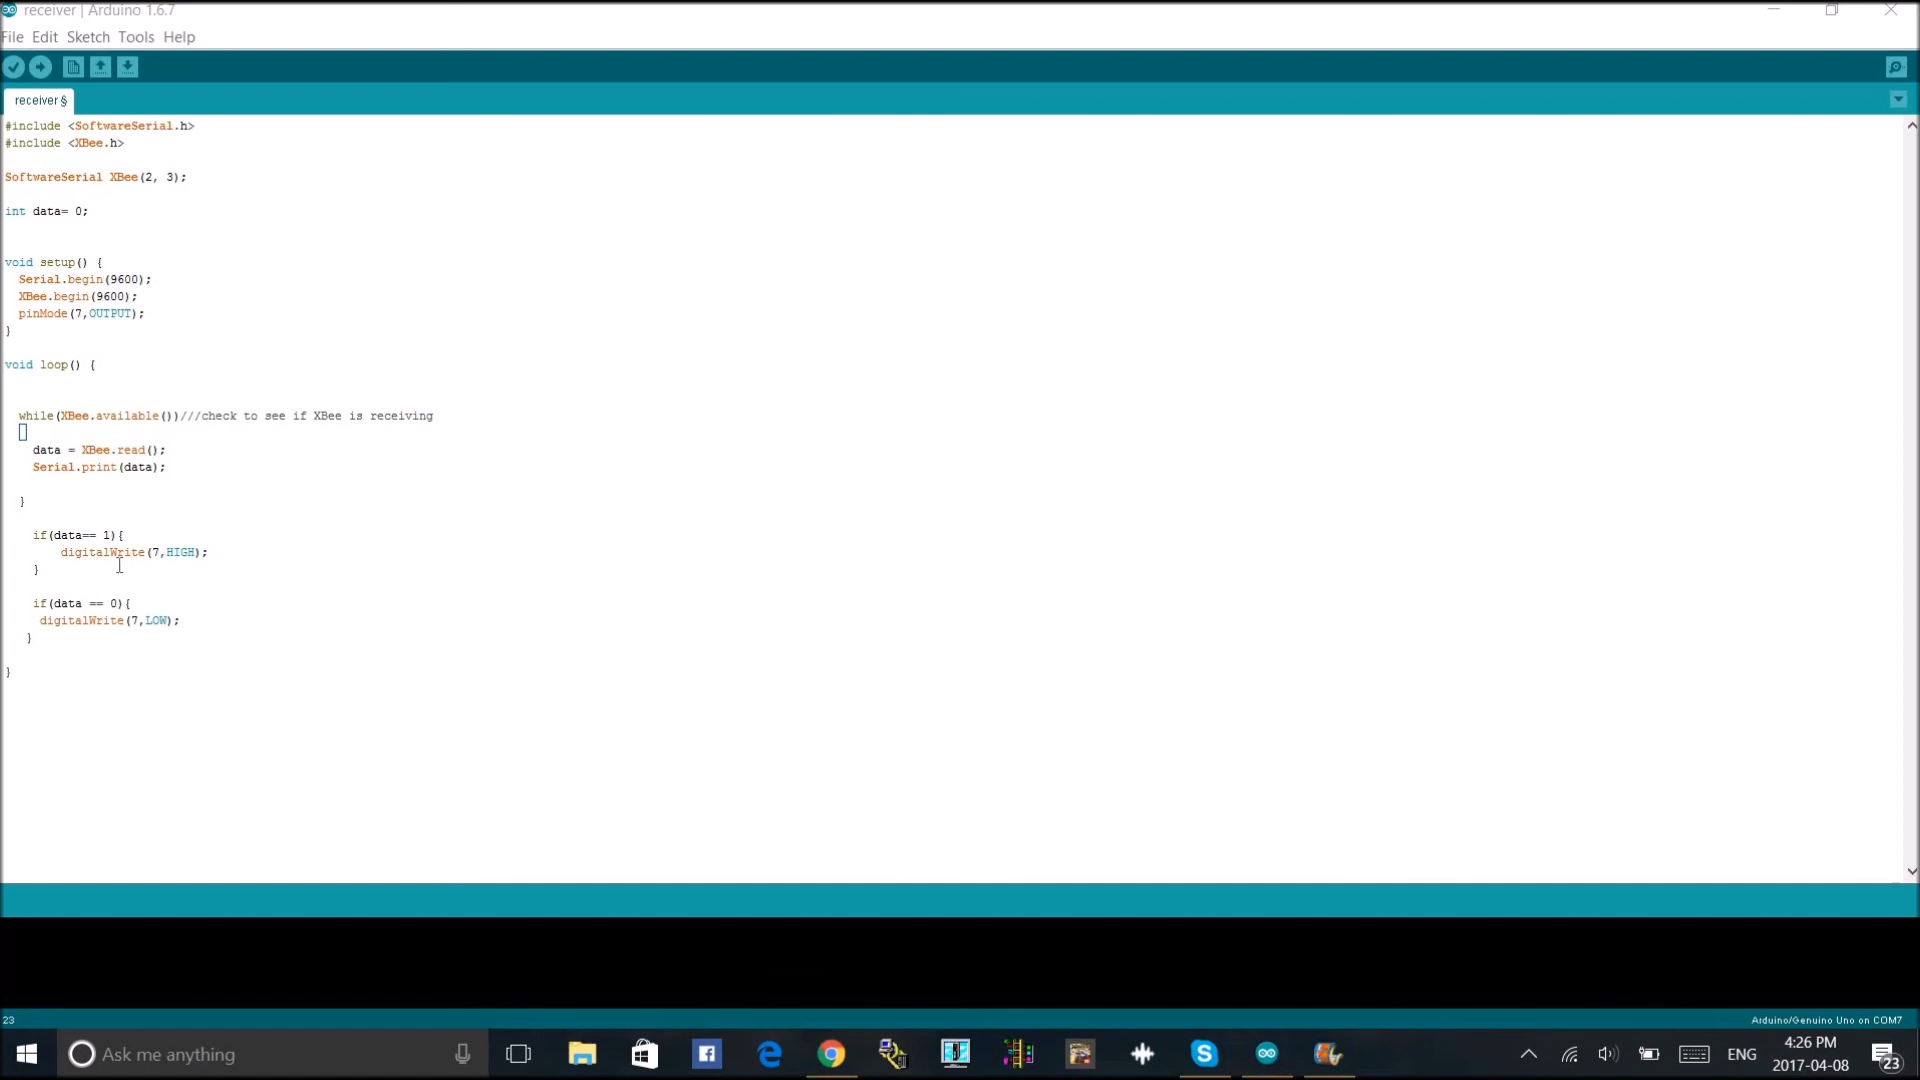 receiver | Arduino 1.6.7
File Edit Sketch Tools Help
receiver §
#include <SoftwareSerial.h>
#include <XBee.h>
SoftwareSerial XBee(2, 3);
int data= 0;
void setup() {
Serial.begin(9600);
XBee.begin(9600);
pinMode(7,OUTPUT);
}
void loop() {
while(XBee.available())///check to see if XBee is receiving
data = XBee.read();
Serial.print(data);
}
if(data== 1){
digitalWrite(7,HIGH);
}
if(data == 0){
digitalWrite(7,LOW);
}
}
23
Arduino/Genuino Uno on COM7
Ask me anything
ENG
4:26 PM
2017-04-08
23